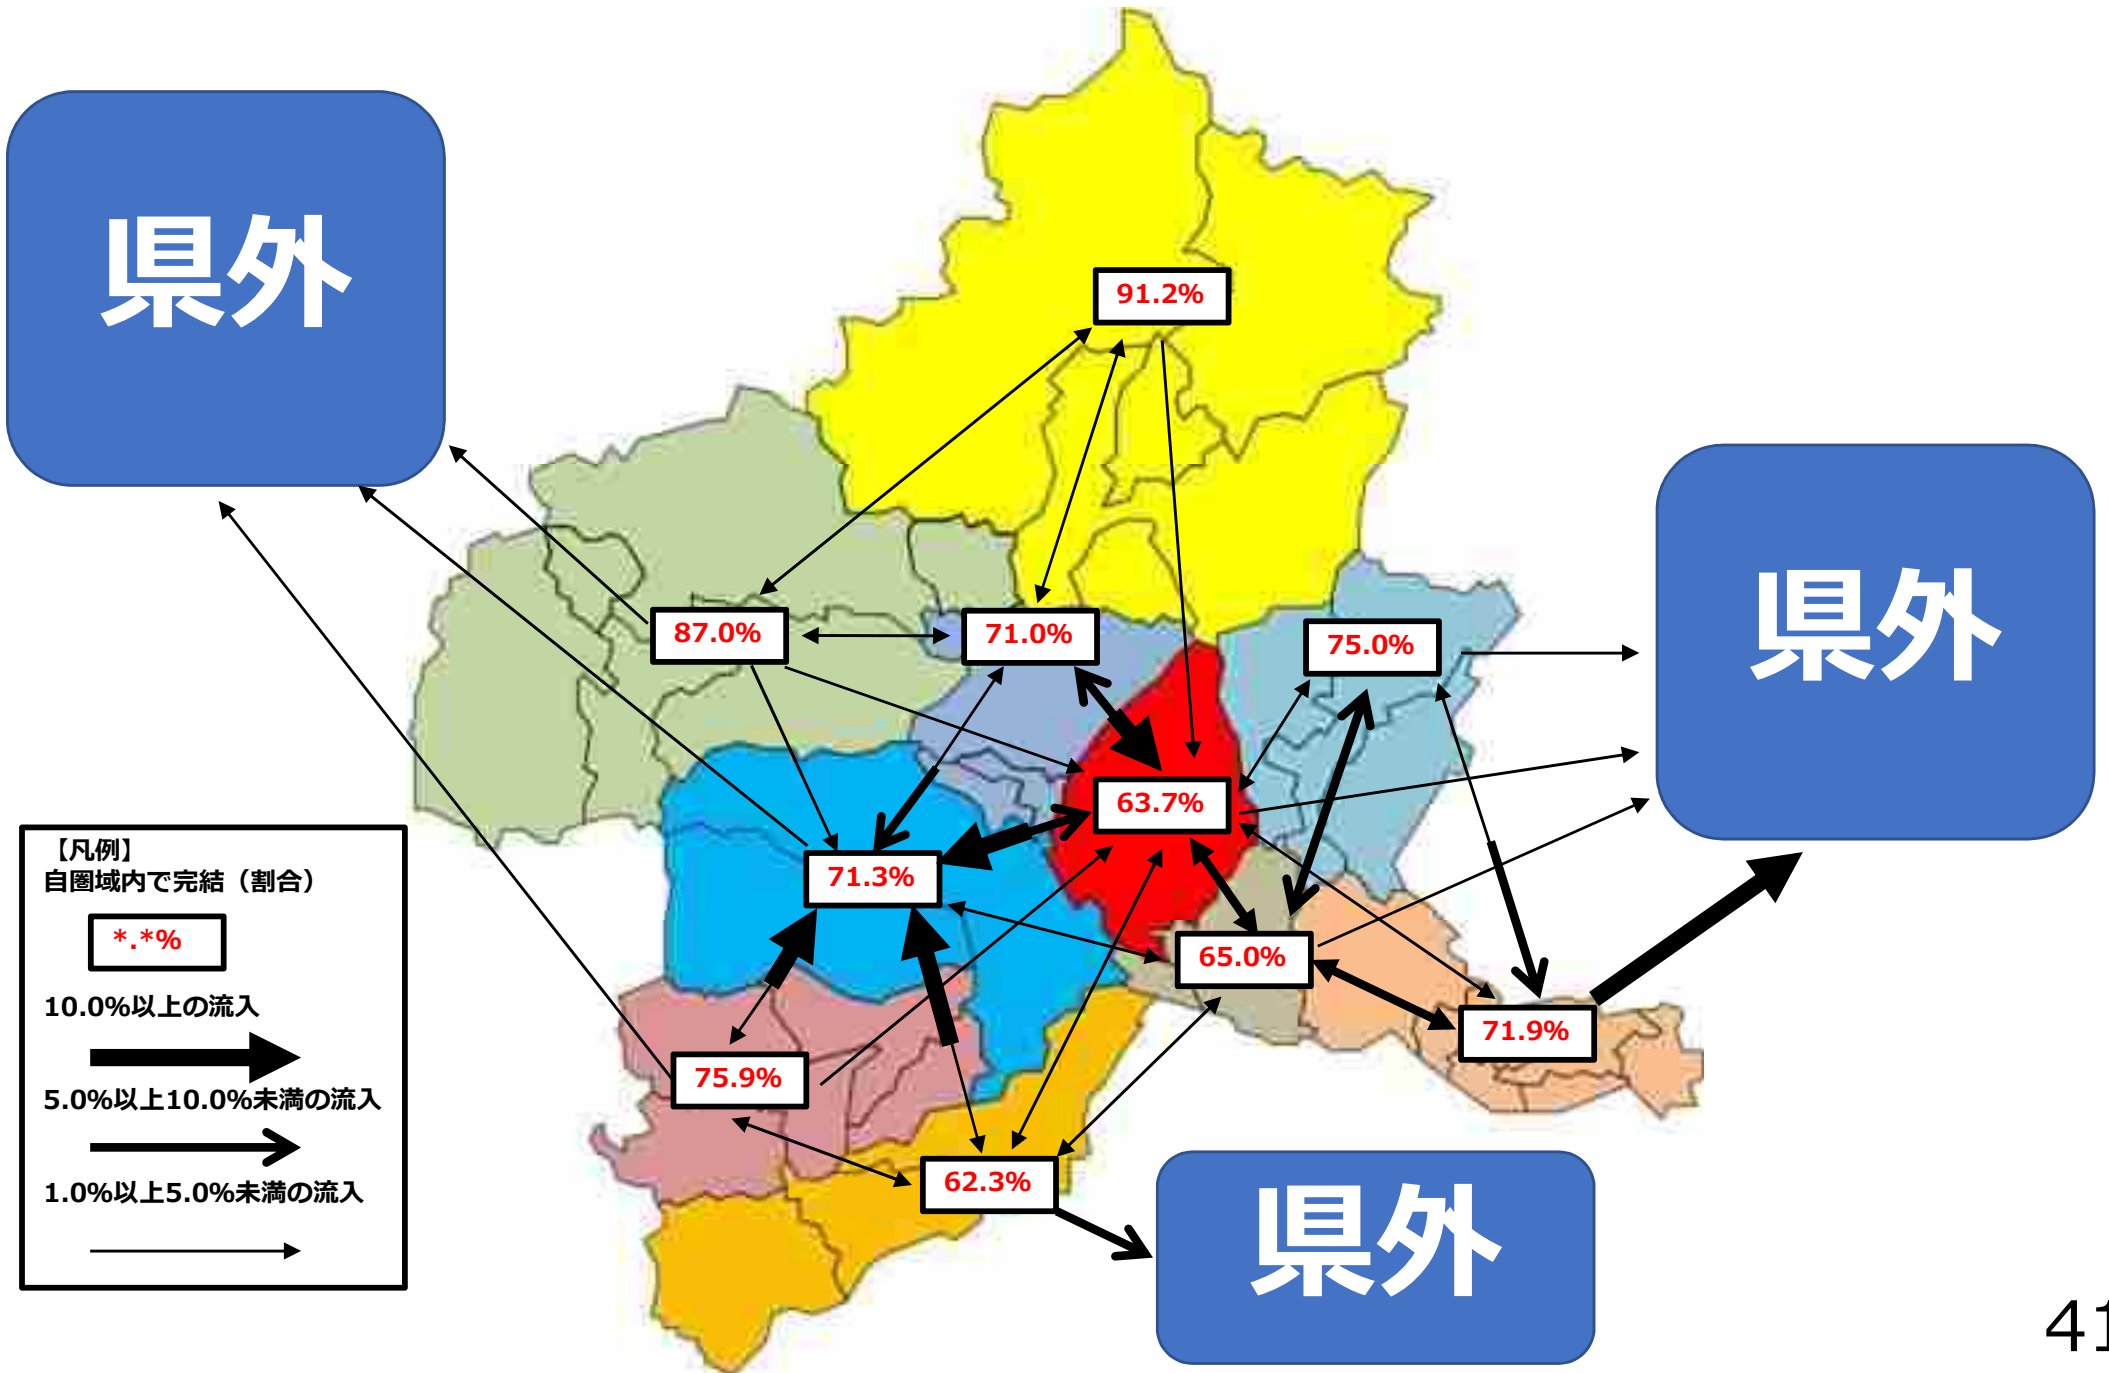 県外
91.2%
県外
87.0%
71.0%
75.0%
63.7%
71.3%
65.0%
71.9%
75.9%
62.3%
県外
【凡例】
自圏域内で完結（割合）
*.*%
10.0%以上の流入
5.0%以上10.0%未満の流入
1.0%以上5.0%未満の流入
41